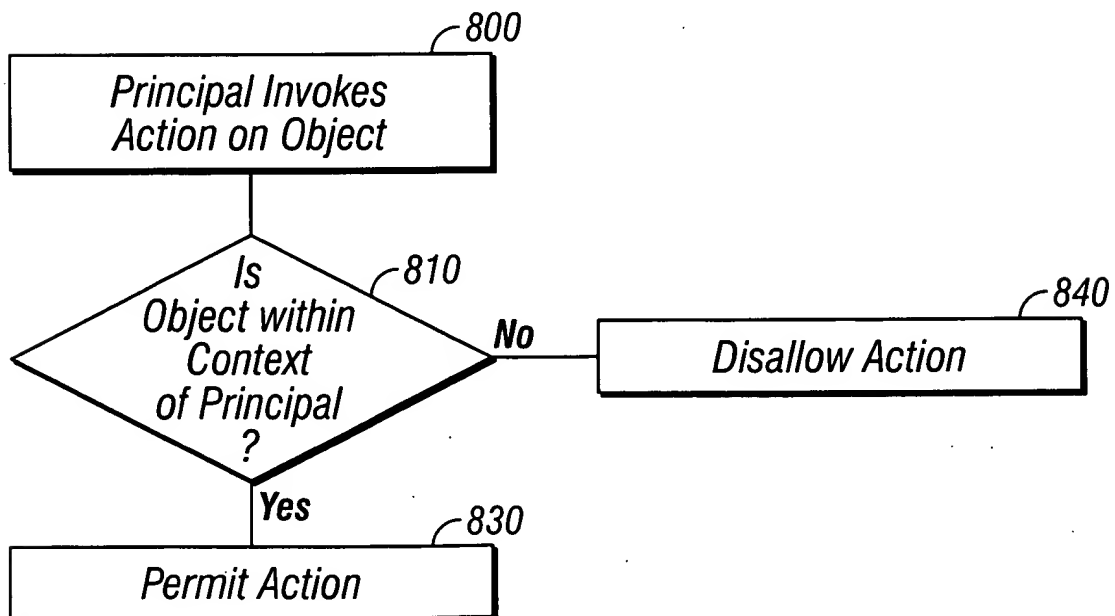 800
Principal Invokes
Action on Object
810
Is
Object within
Context
of Principal
?
No
840
Disallow Action
Yes
830
Permit Action